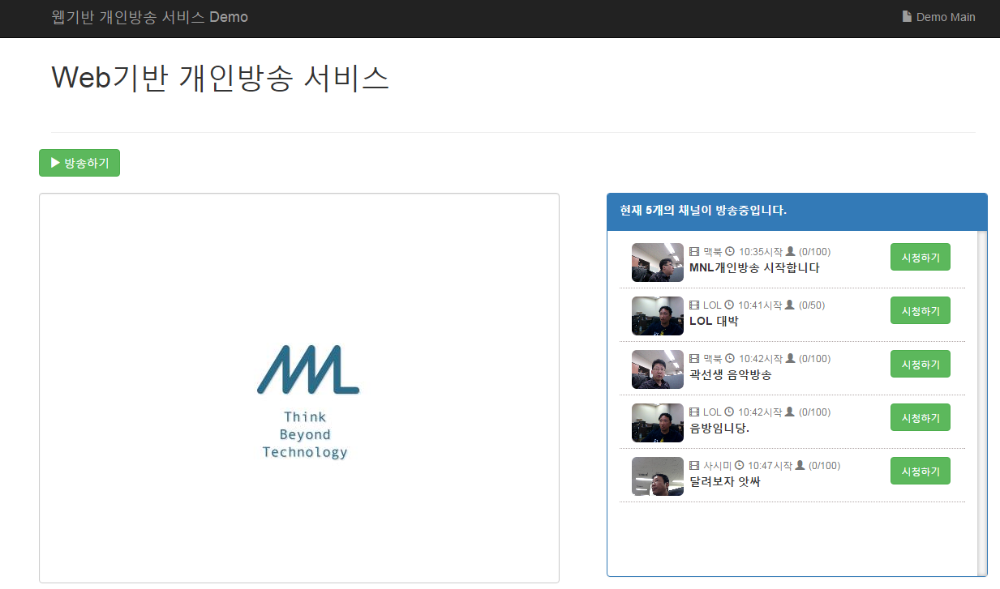 웹기반 개인방송 서비스 Demo
Demo Main
Web기반 개인방송 서비스
방송하기
MNL
Think
Beyond
Technology
현재 5개의 채널이 방송중입니다.
맥북 10:35시작 (0/100)
MNL개인방송 시작합니다
시청하기
LOL 10:41시작 (0/50)
LOL 대박
시청하기
맥북 10:42시작 (0/100)
곽선생 음악방송
시청하기
LOL 10:42시작 (0/100)
음방임니당.
시청하기
사시미 10:47시작 (0/100)
달려보자 앗싸
시청하기